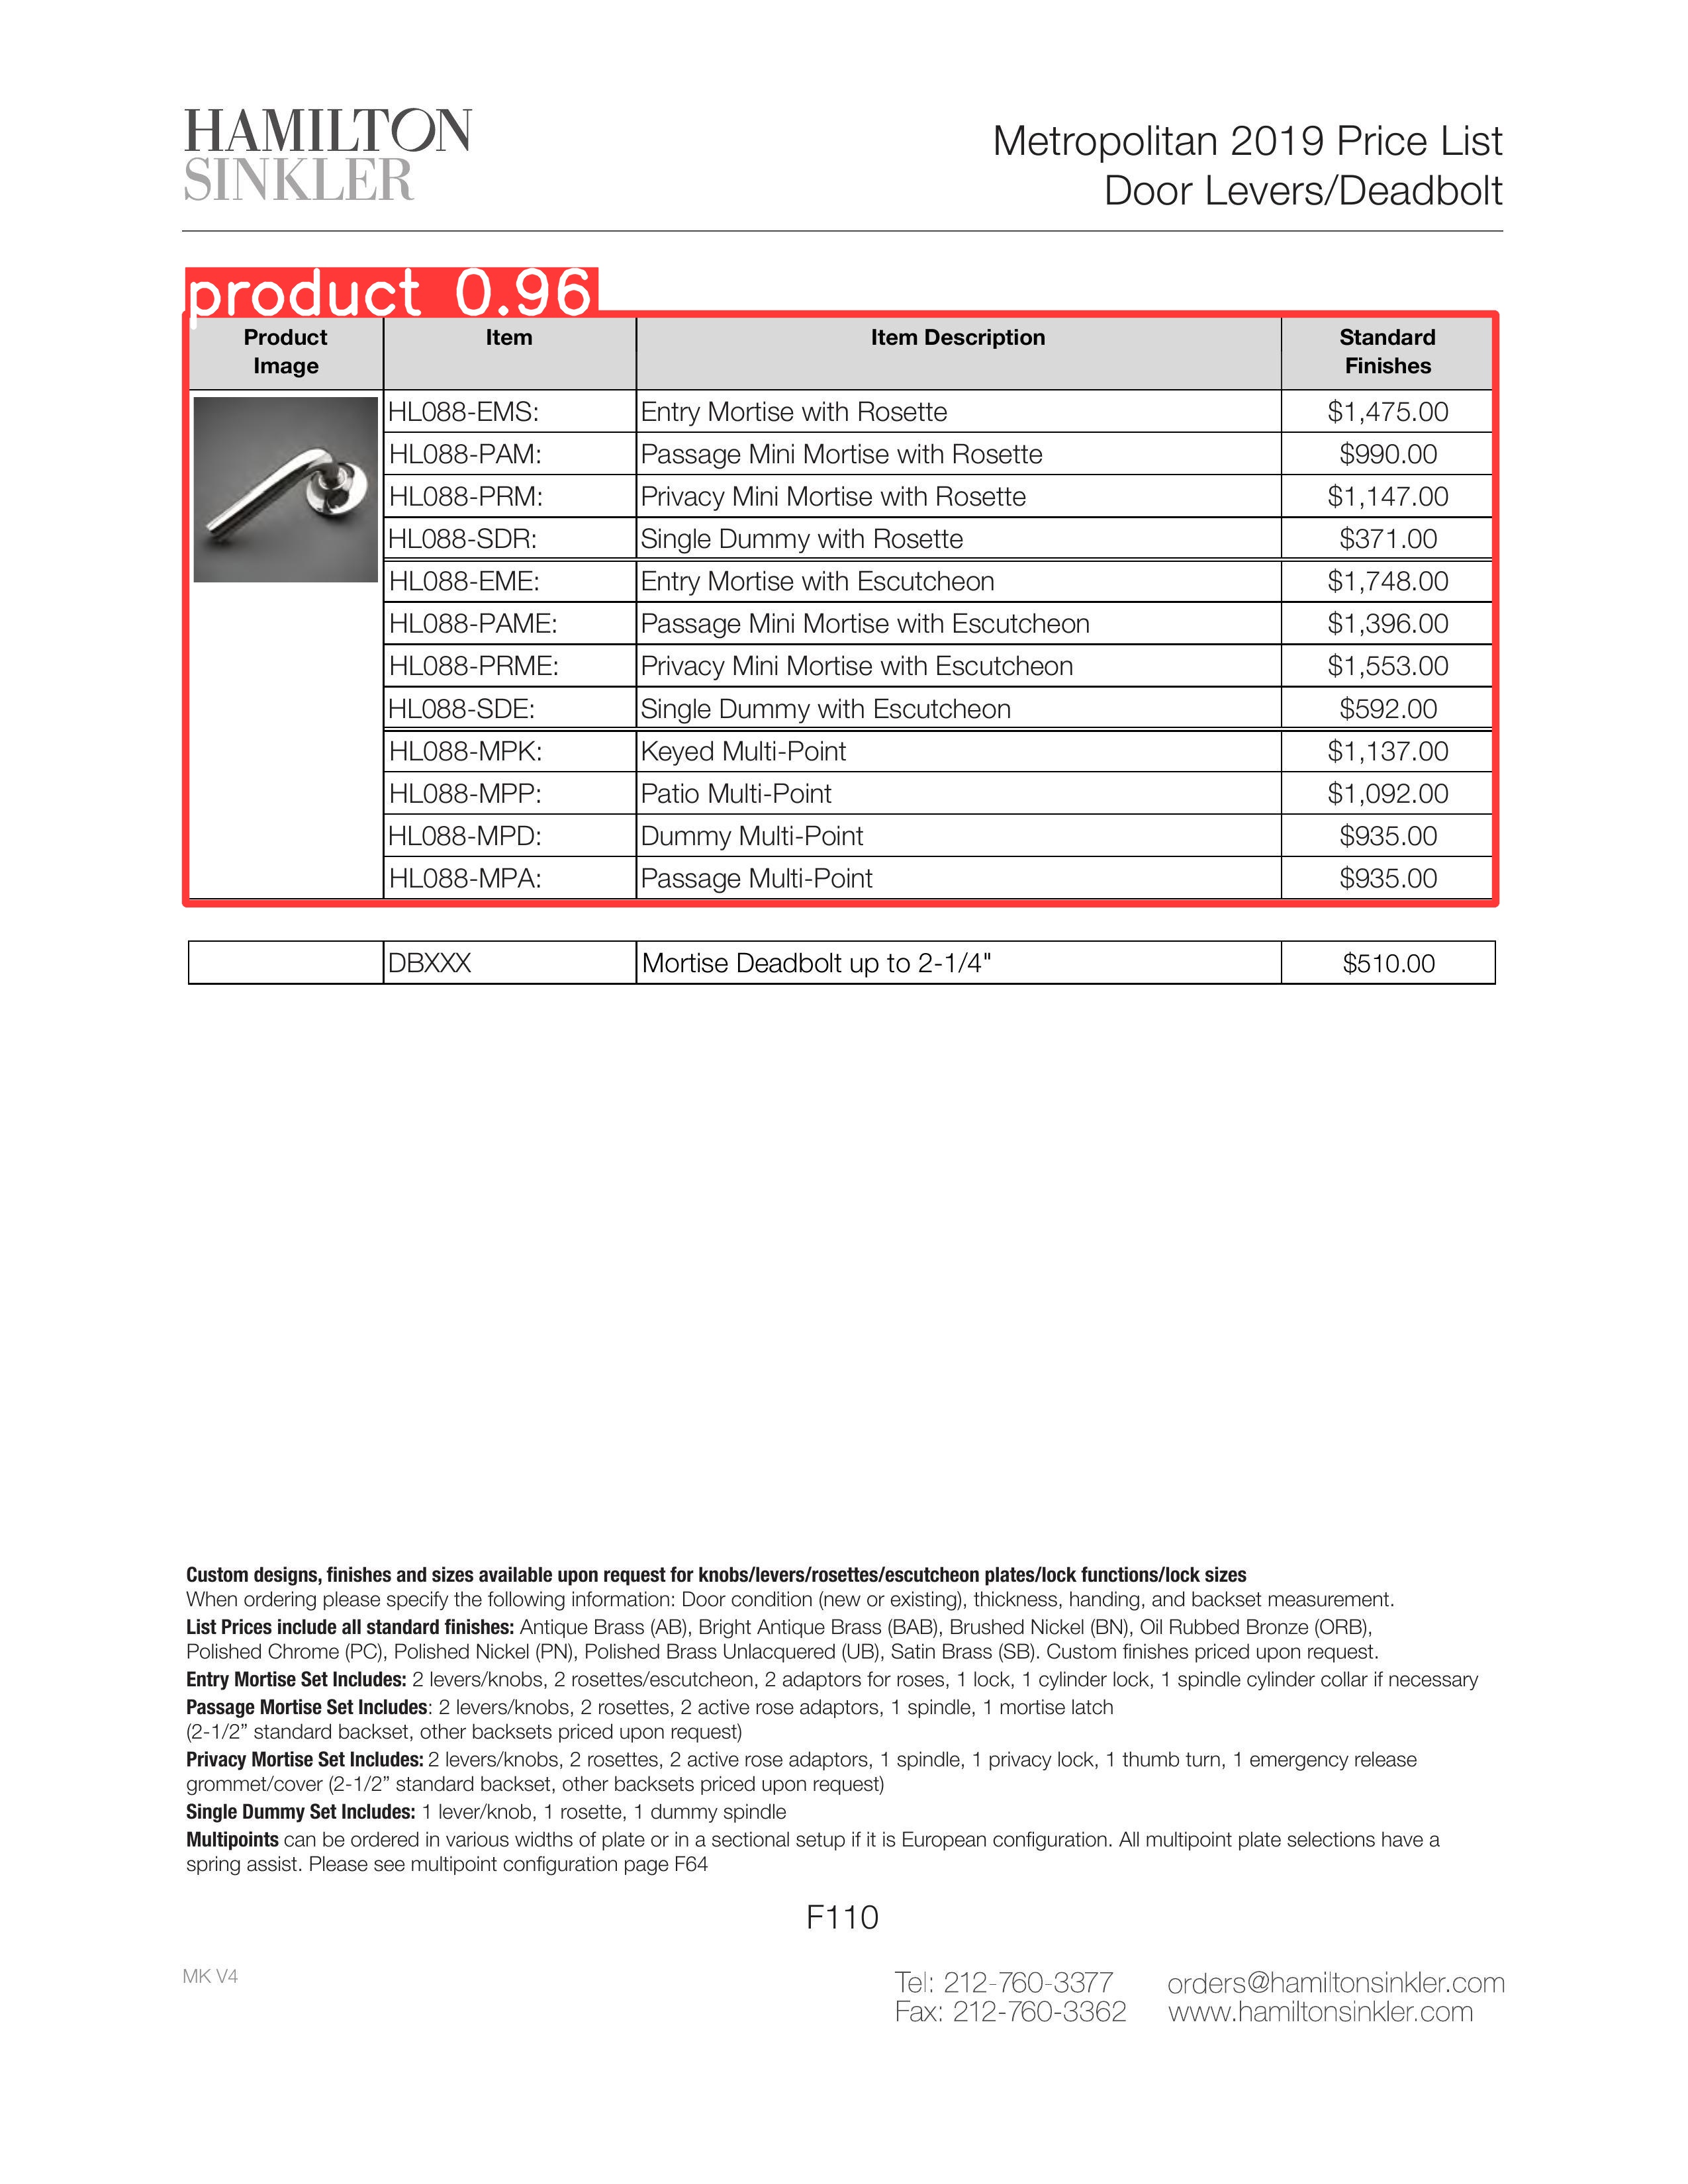 HAMILTON
SINKLER
Metropolitan 2019 Price List
Door Levers/Deadbolt
product 0.96
Product Image Item Item Description Standard Finishes
HL088-EMS: Entry Mortise with Rosette $1,475.00
HL088-PAM: Passage Mini Mortise with Rosette $990.00
HL088-PRM: Privacy Mini Mortise with Rosette $1,147.00
HL088-SDR: Single Dummy with Rosette $371.00
HL088-EME: Entry Mortise with Escutcheon $1,748.00
HL088-PAME: Passage Mini Mortise with Escutcheon $1,396.00
HL088-PRME: Privacy Mini Mortise with Escutcheon $1,553.00
HL088-SDE: Single Dummy with Escutcheon $592.00
HL088-MPK: Keyed Multi-Point $1,137.00
HL088-MPP: Patio Multi-Point $1,092.00
HL088-MPD: Dummy Multi-Point $935.00
HL088-MPA: Passage Multi-Point $935.00
DBXXX Mortise Deadbolt up to 2-1/4" $510.00
Custom designs, finishes and sizes available upon request for knobs/levers/rosettes/escutcheon plates/lock functions/lock sizes
When ordering please specify the following information: Door condition (new or existing), thickness, handing, and backset measurement.
List Prices include all standard finishes: Antique Brass (AB), Bright Antique Brass (BAB), Brushed Nickel (BN), Oil Rubbed Bronze (ORB),
Polished Chrome (PC), Polished Nickel (PN), Polished Brass Unlacquered (UB), Satin Brass (SB). Custom finishes priced upon request.
Entry Mortise Set Includes: 2 levers/knobs, 2 rosettes/escutcheon, 2 adaptors for roses, 1 lock, 1 cylinder lock, 1 spindle cylinder collar if necessary
Passage Mortise Set Includes: 2 levers/knobs, 2 rosettes, 2 active rose adaptors, 1 spindle, 1 mortise latch
(2-1/2” standard backset, other backsets priced upon request)
Privacy Mortise Set Includes: 2 levers/knobs, 2 rosettes, 2 active rose adaptors, 1 spindle, 1 privacy lock, 1 thumb turn, 1 emergency release
grommet/cover (2-1/2” standard backset, other backsets priced upon request)
Single Dummy Set Includes: 1 lever/knob, 1 rosette, 1 dummy spindle
Multipoints can be ordered in various widths of plate or in a sectional setup if it is European configuration. All multipoint plate selections have a
spring assist. Please see multipoint configuration page F64
F110
MK V4
Tel: 212-760-3377 orders@hamiltonsinkler.com
Fax: 212-760-3362 www.hamiltonsinkler.com